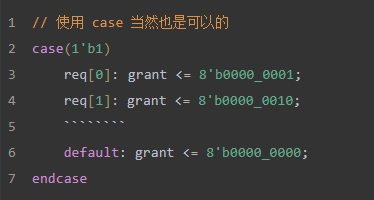 1 // 使用 case 当然也是可以的
2 case(1'b1)
3     req[0]: grant <= 8'b0000_0001;
4     req[1]: grant <= 8'b0000_0010;
5     ````````
6     default: grant <= 8'b0000_0000;
7 endcase